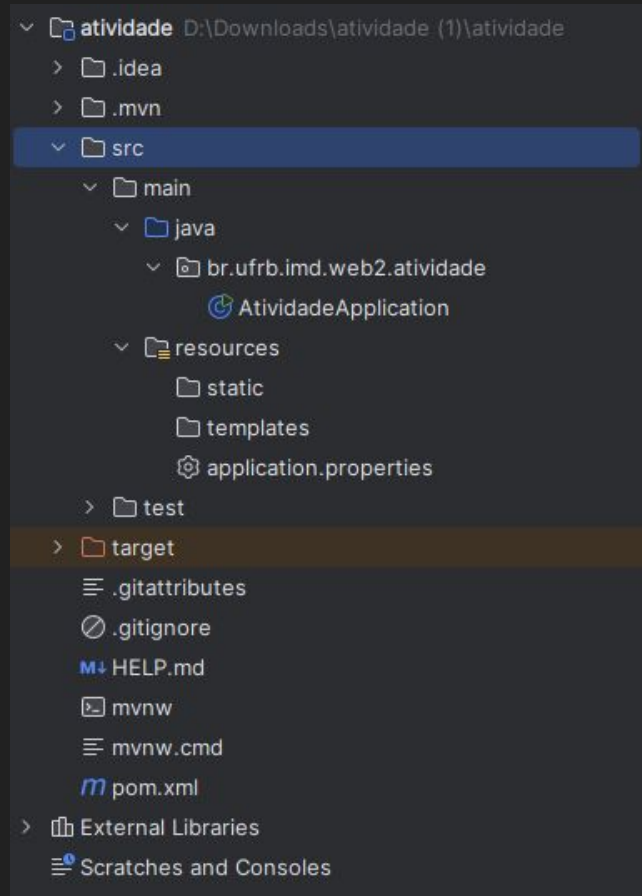 atividade D:\Downloads\atividade (1)\atividade
.idea
.mvn
src
main
java
br.ufrb.imd.web2.atividade
AtividadeApplication
resources
static
templates
application.properties
test
target
.gitattributes
.gitignore
M↓ HELP.md
mvnw
mvnw.cmd
m pom.xml
External Libraries
Scratches and Consoles